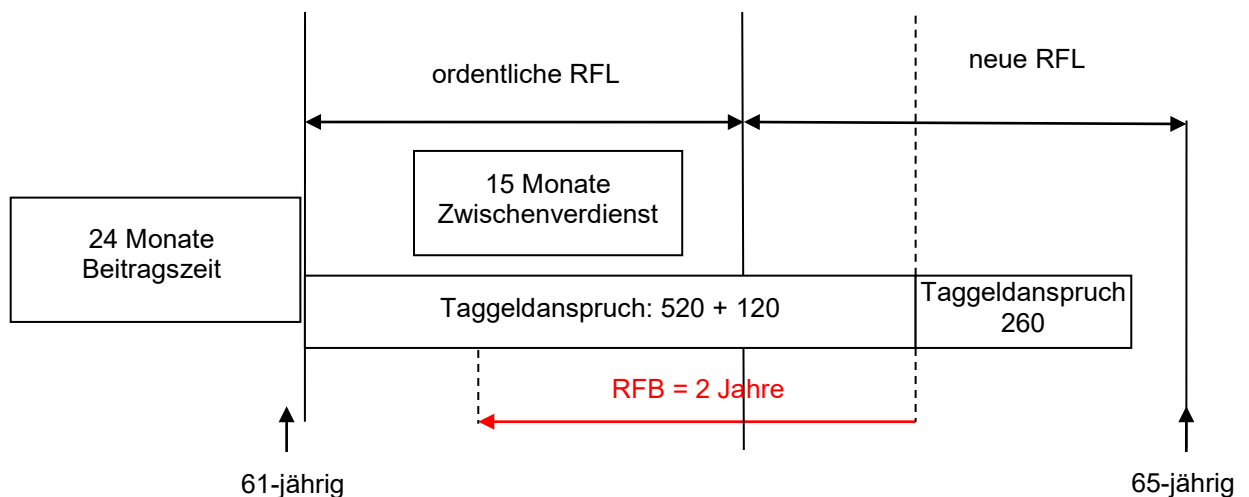 ordentliche RFL
neue RFL
15 Monate
Zwischenverdienst
24 Monate
Beitragszeit
Taggeldanspruch: 520 + 120
Taggeldanspruch
260
RFB = 2 Jahre
61-jährig
65-jährig